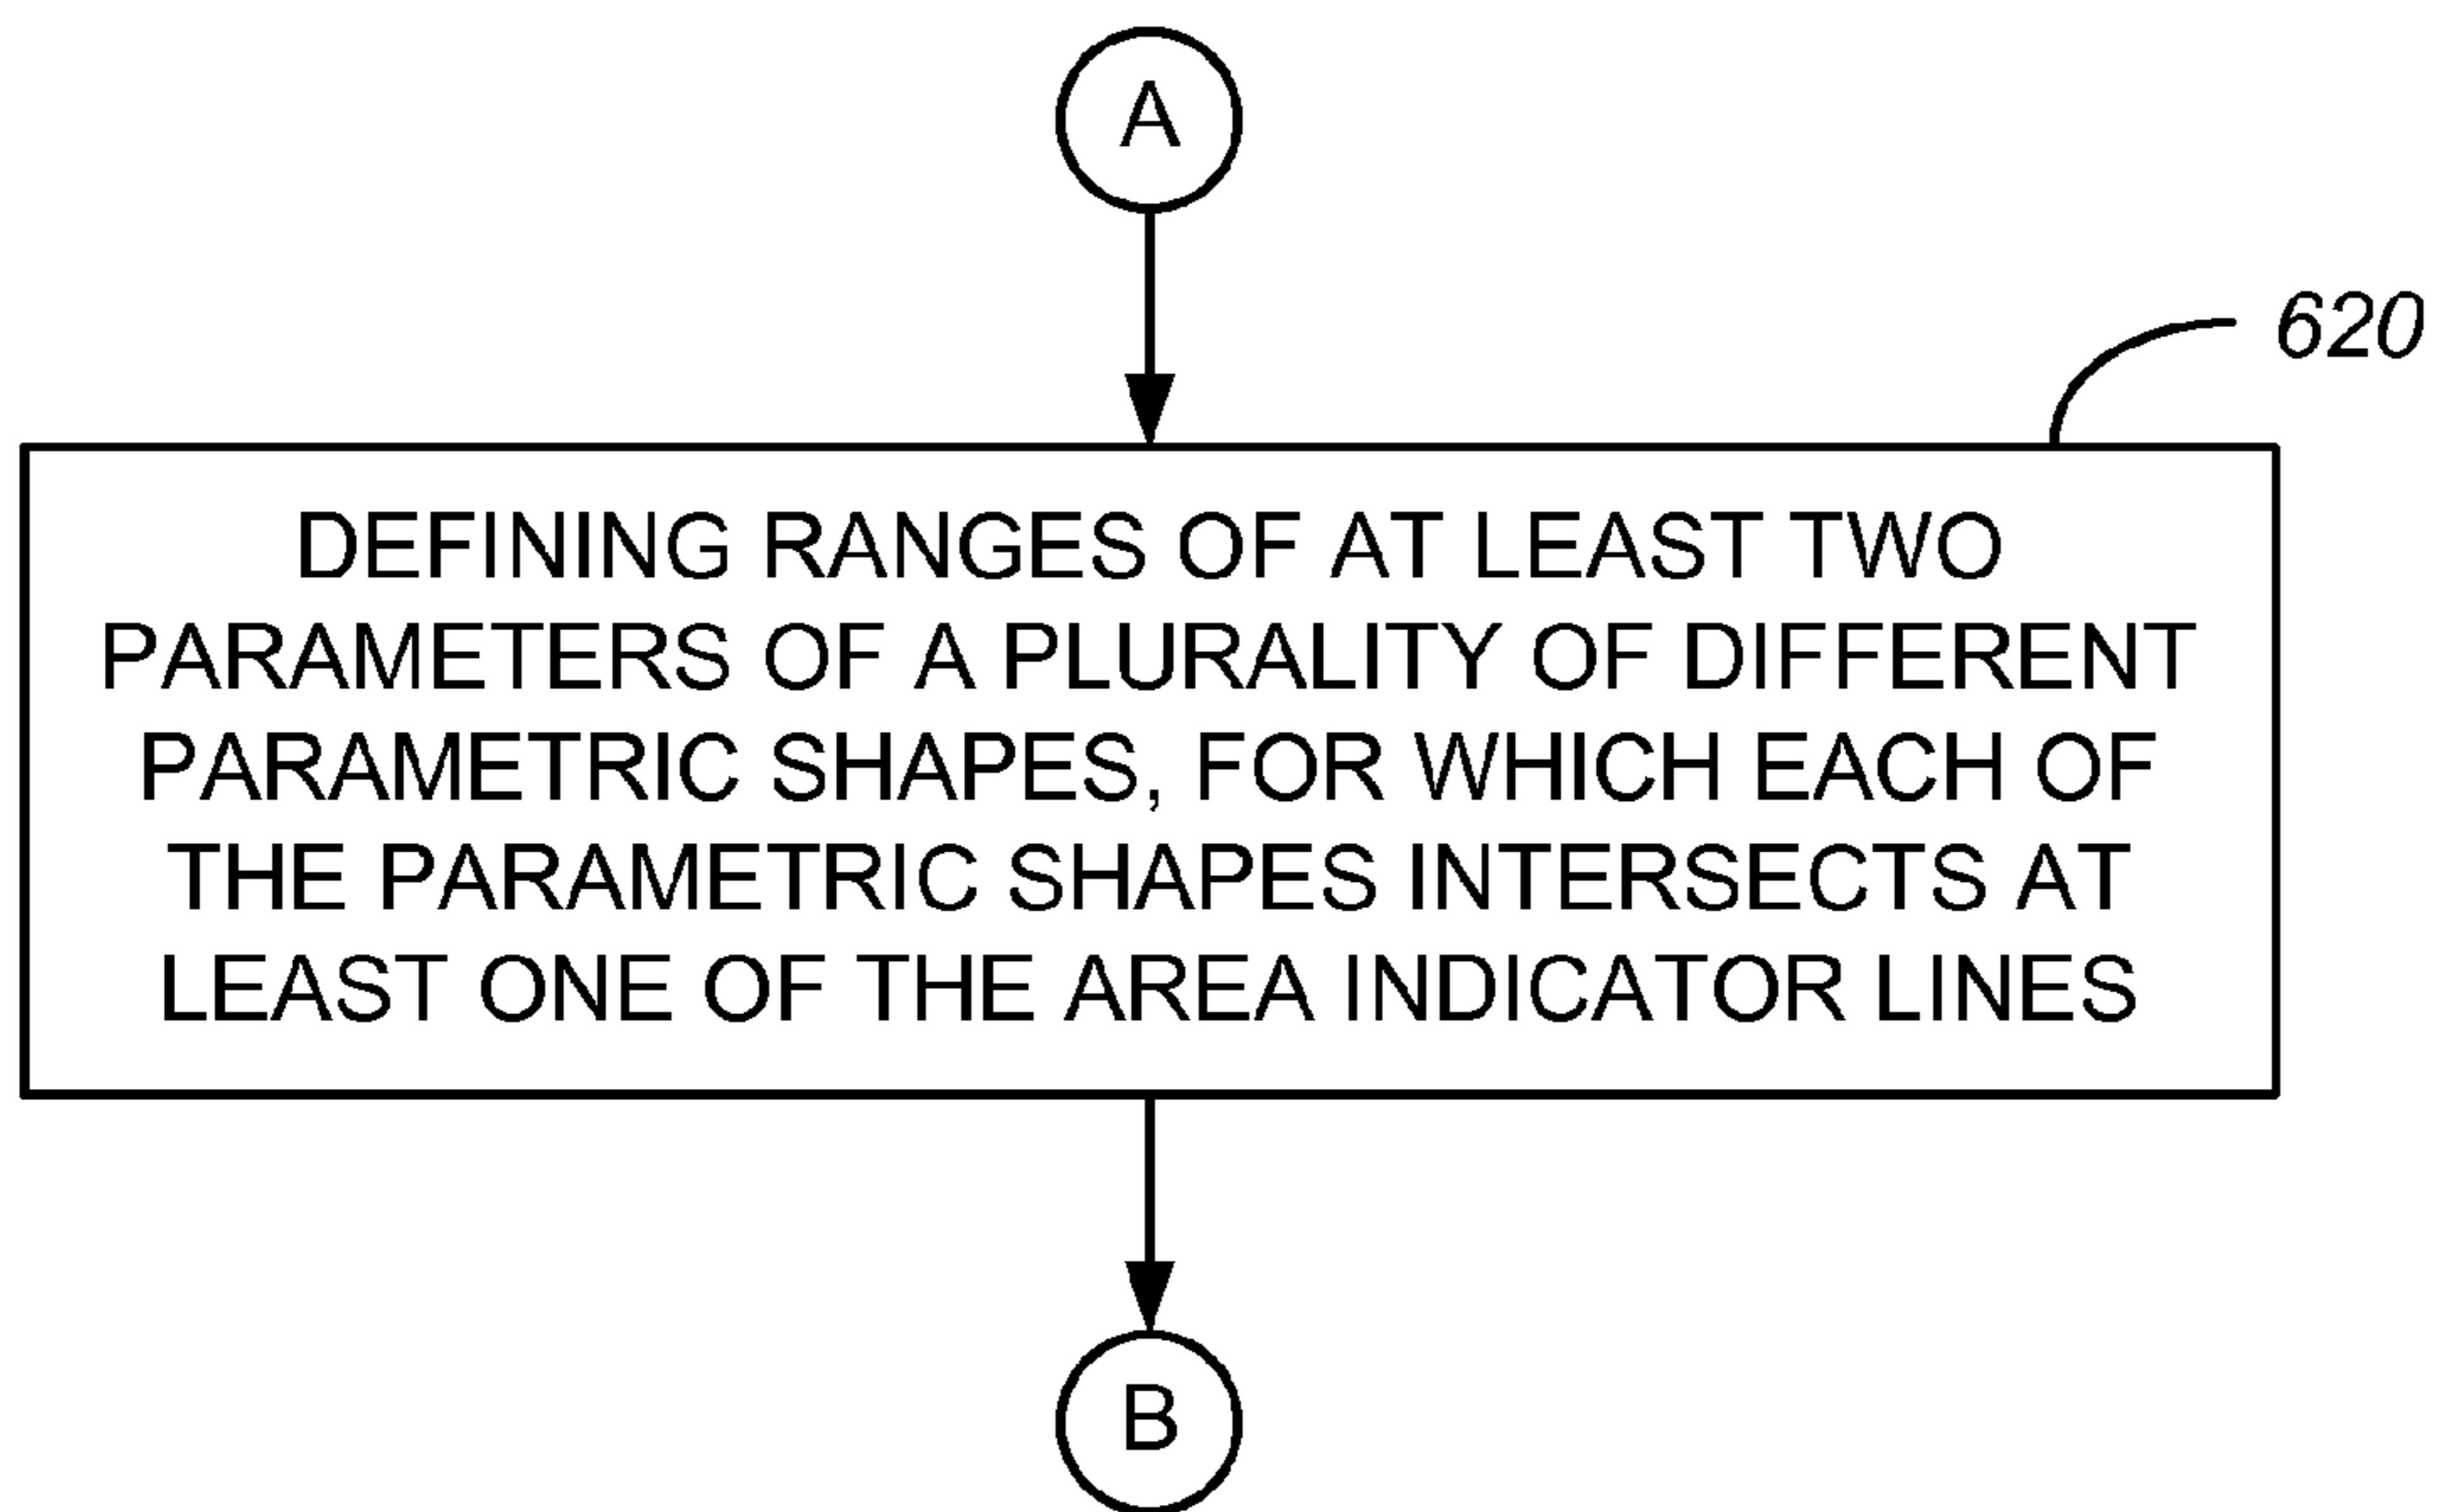 A
620
DEFINING RANGES OF AT LEAST TWO
PARAMETERS OF A PLURALITY OF DIFFERENT
PARAMETRIC SHAPES, FOR WHICH EACH OF
THE PARAMETRIC SHAPES INTERSECTS AT
LEAST ONE OF THE AREA INDICATOR LINES
B